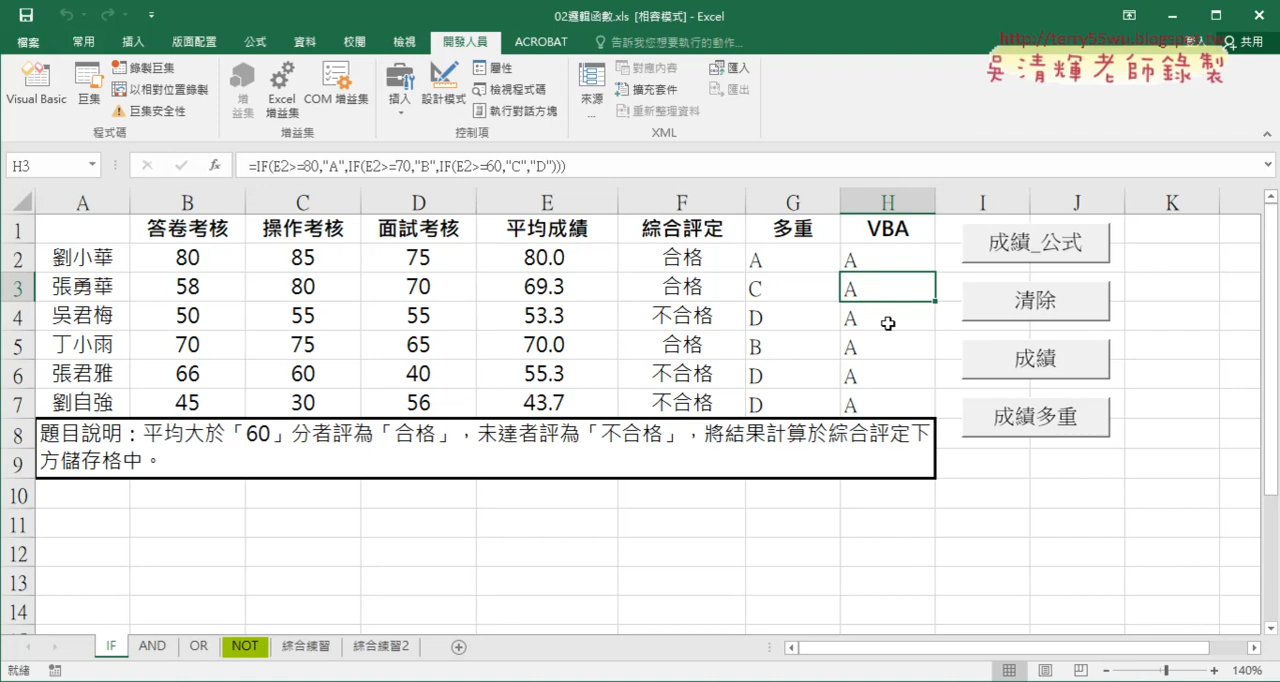 02邏輯函數.xls [相容模式] - Excel
檔案 常用 插入 版面配置 公式 資料 校閱 檢視 開發人員 ACROBAT 告訴我您想要執行的動作... 登入 共用
http://terry55wu.blogspot.tw
吳清輝老師錄製
Visual Basic 巨集 錄製巨集 以相對位置錄製 巨集安全性
增益集 Excel 增益集 COM 增益集
插入 設計模式 屬性 檢視程式碼 執行對話方塊
來源... 對應內容 擴充套件 重新整理資料 匯入 匯出
程式碼 增益集 控制項 XML
H3 fx =IF(E2>=80,"A",IF(E2>=70,"B",IF(E2>=60,"C","D")))
A B C D E F G H I J K
1 答卷考核 操作考核 面試考核 平均成績 綜合評定 多重 VBA
2 劉小華 80 85 75 80.0 合格 A A 成績_公式
3 張勇華 58 80 70 69.3 合格 C A 清除
4 吳君梅 50 55 55 53.3 不合格 D A
5 丁小雨 70 75 65 70.0 合格 B A 成績
6 張君雅 66 60 40 55.3 不合格 D A
7 劉自強 45 30 56 43.7 不合格 D A 成績多重
8 題目說明：平均大於「60」分者評為「合格」，未達者評為「不合格」，將結果計算於綜合評定下
9 方儲存格中。
10
11
12
13
14
IF AND OR NOT 綜合練習 綜合練習2
就緒 140%